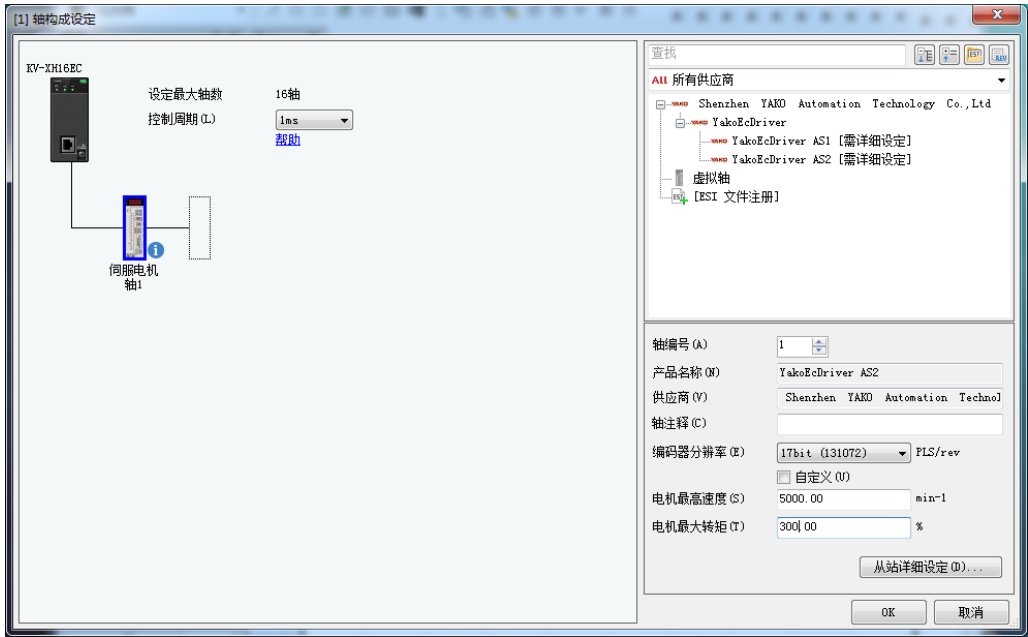 [1] 轴构成设定
KV-XH16EC
设定最大轴数 16轴
控制周期(L) 1ms
帮助
伺服电机
轴1
查找
EST
REV
All 所有供应商
YAKO Shenzhen YAKO Automation Technology Co.,Ltd
YAKO YakoEcDriver
YAKO YakoEcDriver AS1 [需详细设定]
YAKO YakoEcDriver AS2 [需详细设定]
虚拟轴
[ESI 文件注册]
轴编号(A) 1
产品名称(N) YakoEcDriver AS2
供应商(V) Shenzhen YAKO Automation Technol
轴注释(C)
编码器分辨率(E) 17bit (131072) PLS/rev
自定义(U)
电机最高速度(S) 5000.00 min-1
电机最大转矩(T) 300.00 %
从站详细设定(D)...
OK 取消